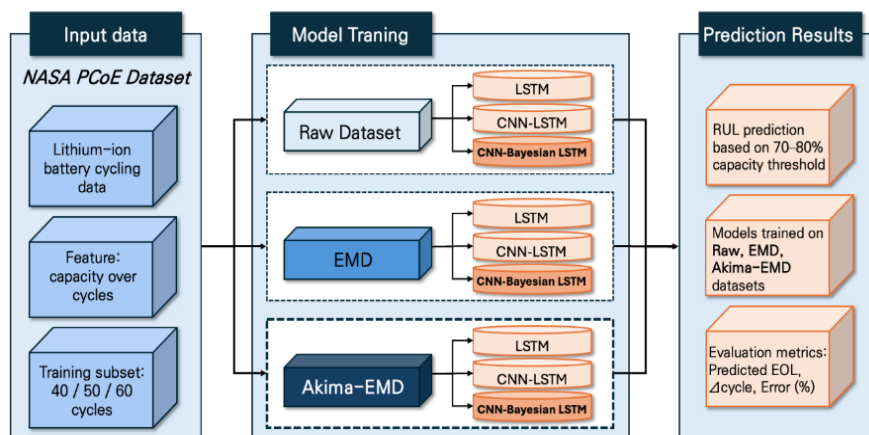 Input data
NASA PCoE Dataset
Lithium-ion
battery cycling
data
Feature:
capacity over
cycles
Training subset:
40 / 50 / 60
cycles
Model Traning
Raw Dataset
LSTM
CNN-LSTM
CNN-Bayesian LSTM
EMD
LSTM
CNN-LSTM
CNN-Bayesian LSTM
Akima-EMD
LSTM
CNN-LSTM
CNN-Bayesian LSTM
Prediction Results
RUL prediction
based on 70-80%
capacity threshold
Models trained on
Raw, EMD,
Akima-EMD
datasets
Evaluation metrics:
Predicted EOL,
Δcycle, Error (%)